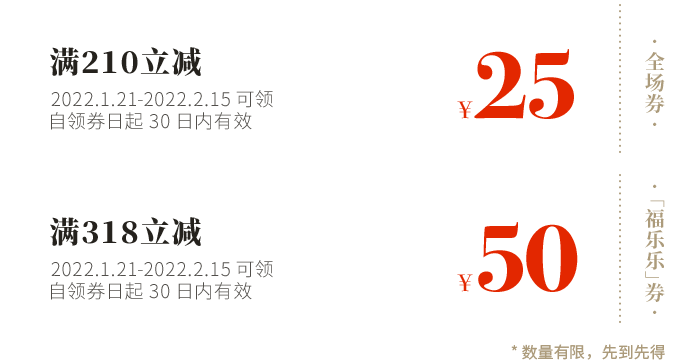 满210立减
2022.1.21-2022.2.15 可领
自领券日起 30 日内有效
¥25
·全场券·
满318立减
2022.1.21-2022.2.15 可领
自领券日起 30 日内有效
¥50
·「福乐乐」券·
* 数量有限，先到先得